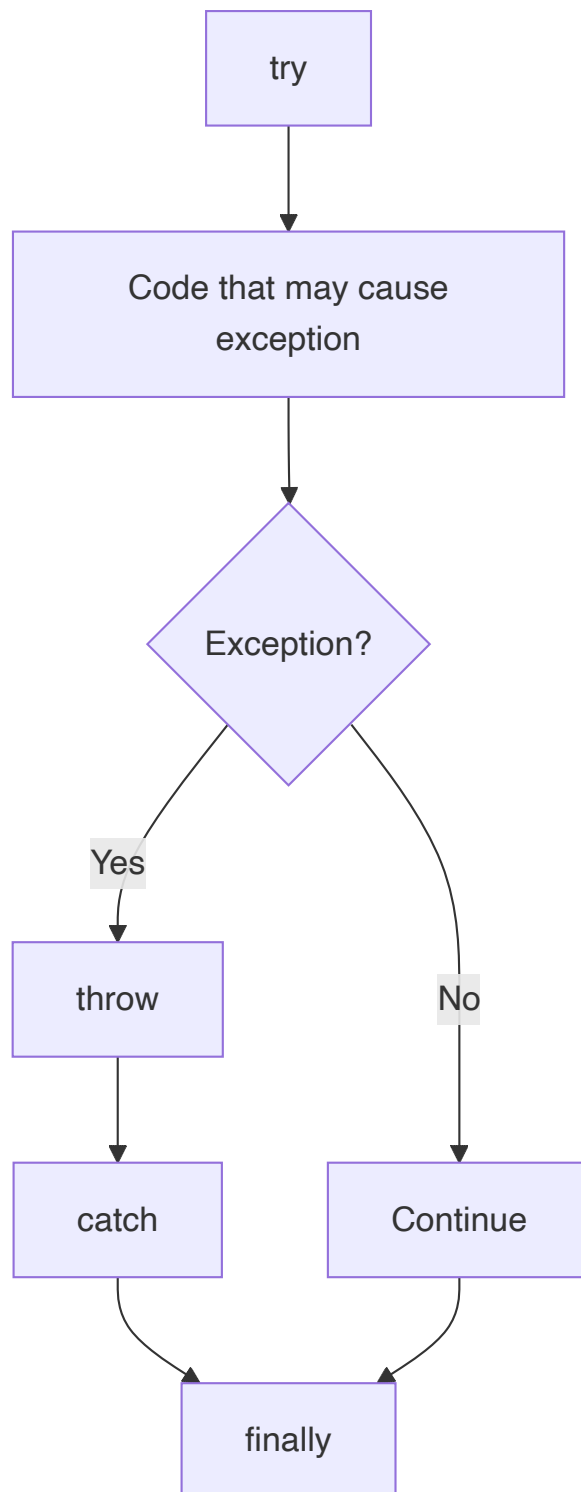 try
Code that may cause
exception
Exception?
Yes
throw
No
catch
Continue
finally